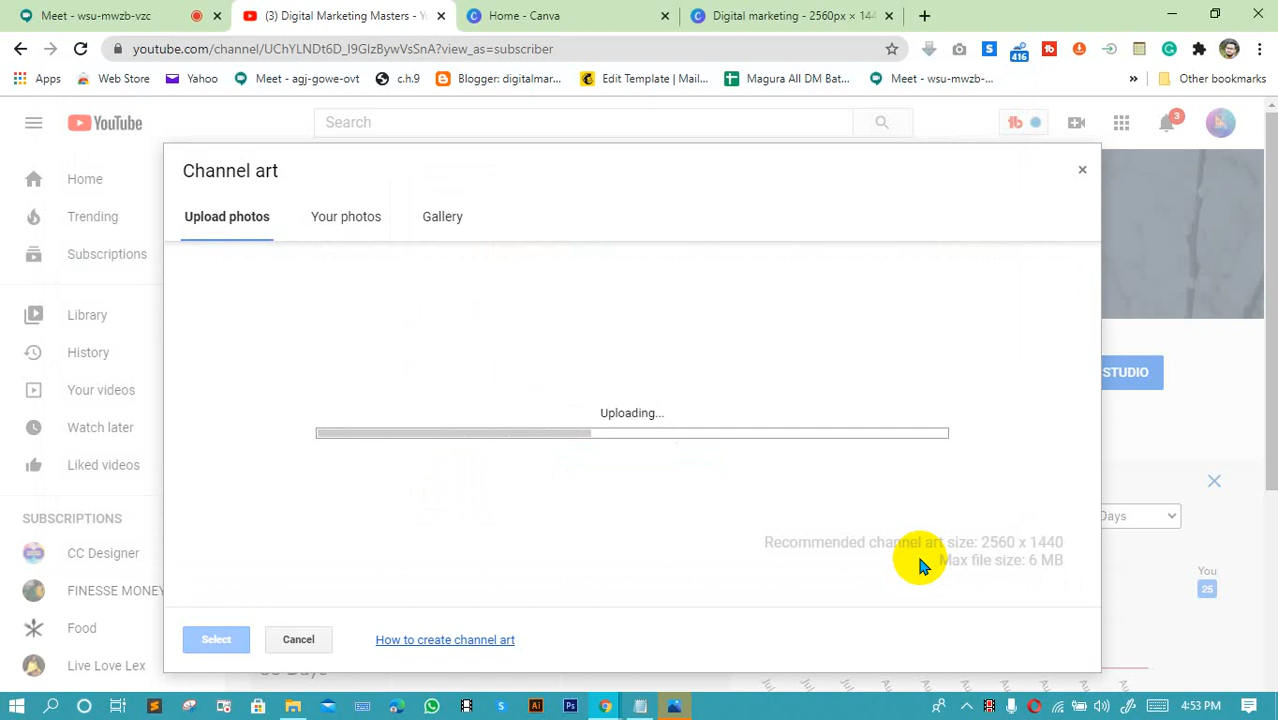 Meet - wmb-mwbz-vzc
(3) Digital Marketing Masters - Y
Home - Canva
Digital marketing - 2560px × 144
youtube.com/channel/UChYLNDt6D_l9GIzBywVsSnA?view_as=subscriber
416
Apps
Web Store
Yahoo
Meet - agj-gowe-ovt
c.h.9
Blogger: digitalmar...
Edit Template | Mail...
Magura All DM Bat...
Meet - wsu-mwzb-...
Other bookmarks
YouTube
Search
3
Channel art
Home
Upload photos
Your photos
Gallery
Trending
Subscriptions
Library
History
STUDIO
Your videos
Uploading...
Watch later
Liked videos
SUBSCRIPTIONS
Days
Recommended channel art size: 2560 x 1440
CC Designer
Max file size: 6 MB
You
25
FINESSE MONEY
Food
Select
Cancel
How to create channel art
Live Love Lex
4:53 PM